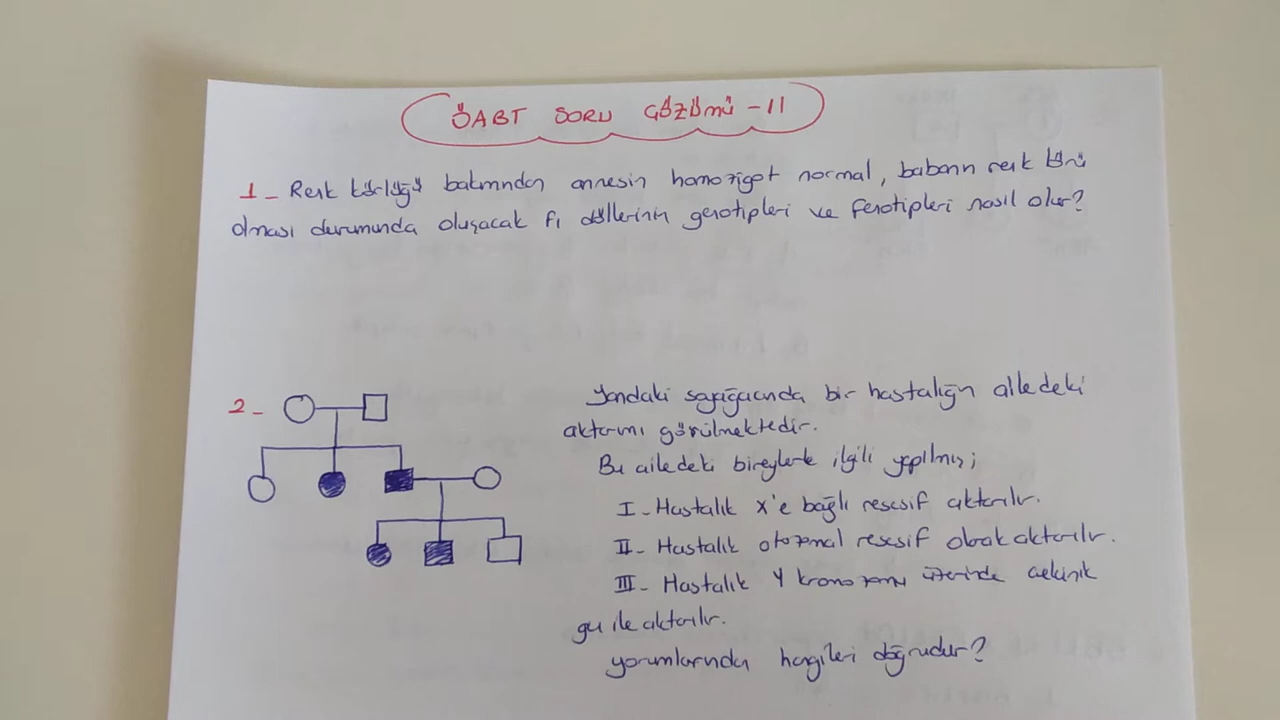 ÖABT SORU ÇÖZÜMÜ - 11
1 - Renk körlüğü bakımından annesin homozigot normal, babanın renk körü
olması durumunda oluşacak F1 döllerinin genotipleri ve fenotipleri nasıl olur?
2 -
Yandaki soyağacında bir hastalığın ailedeki
aktarımı görülmektedir.
Bu ailedeki bireylerle ilgili yapılmış;
I - Hastalık X'e bağlı resesif aktarılır.
II - Hastalık otozomal resesif olarak aktarılır.
III - Hastalık Y kromozomu üzerinde çekinik
gen ile aktarılır.
yorumlarında hangileri doğrudur?